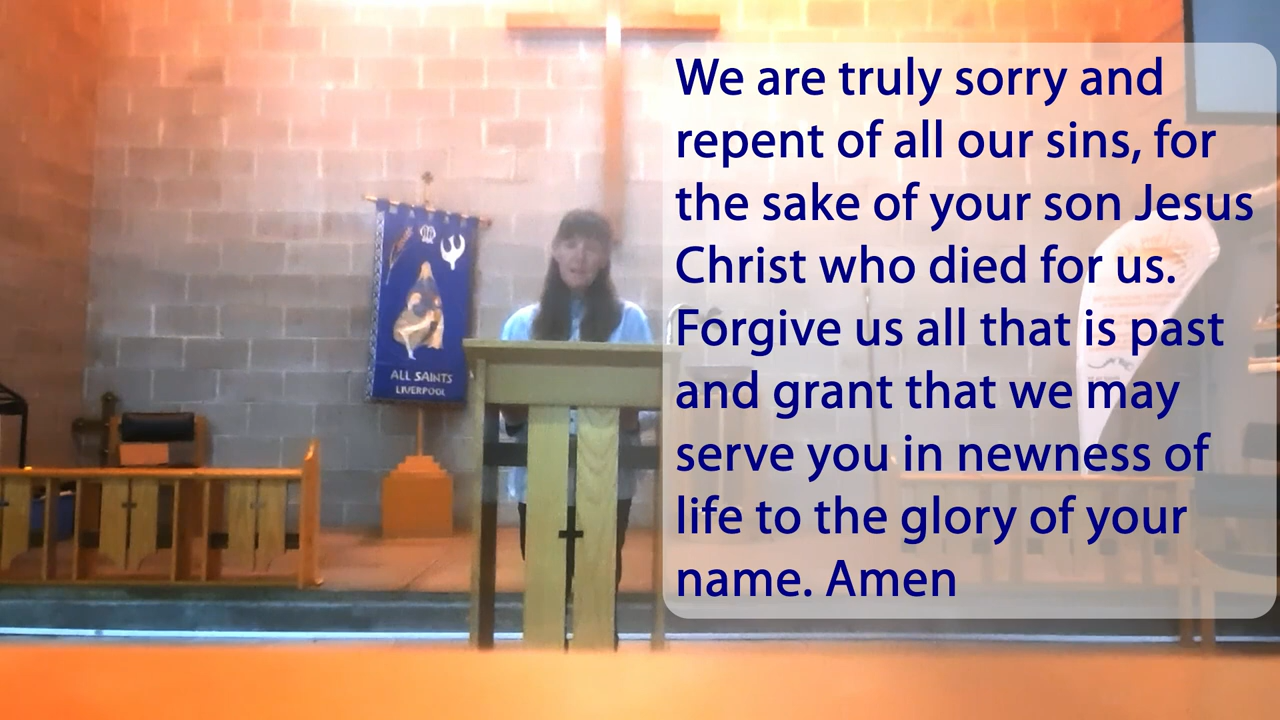 We are truly sorry and
repent of all our sins, for
the sake of your son Jesus
Christ who died for us.
Forgive us all that is past
and grant that we may
serve you in newness of
life to the glory of your
name. Amen
ALL SAINTS
LIVERPOOL